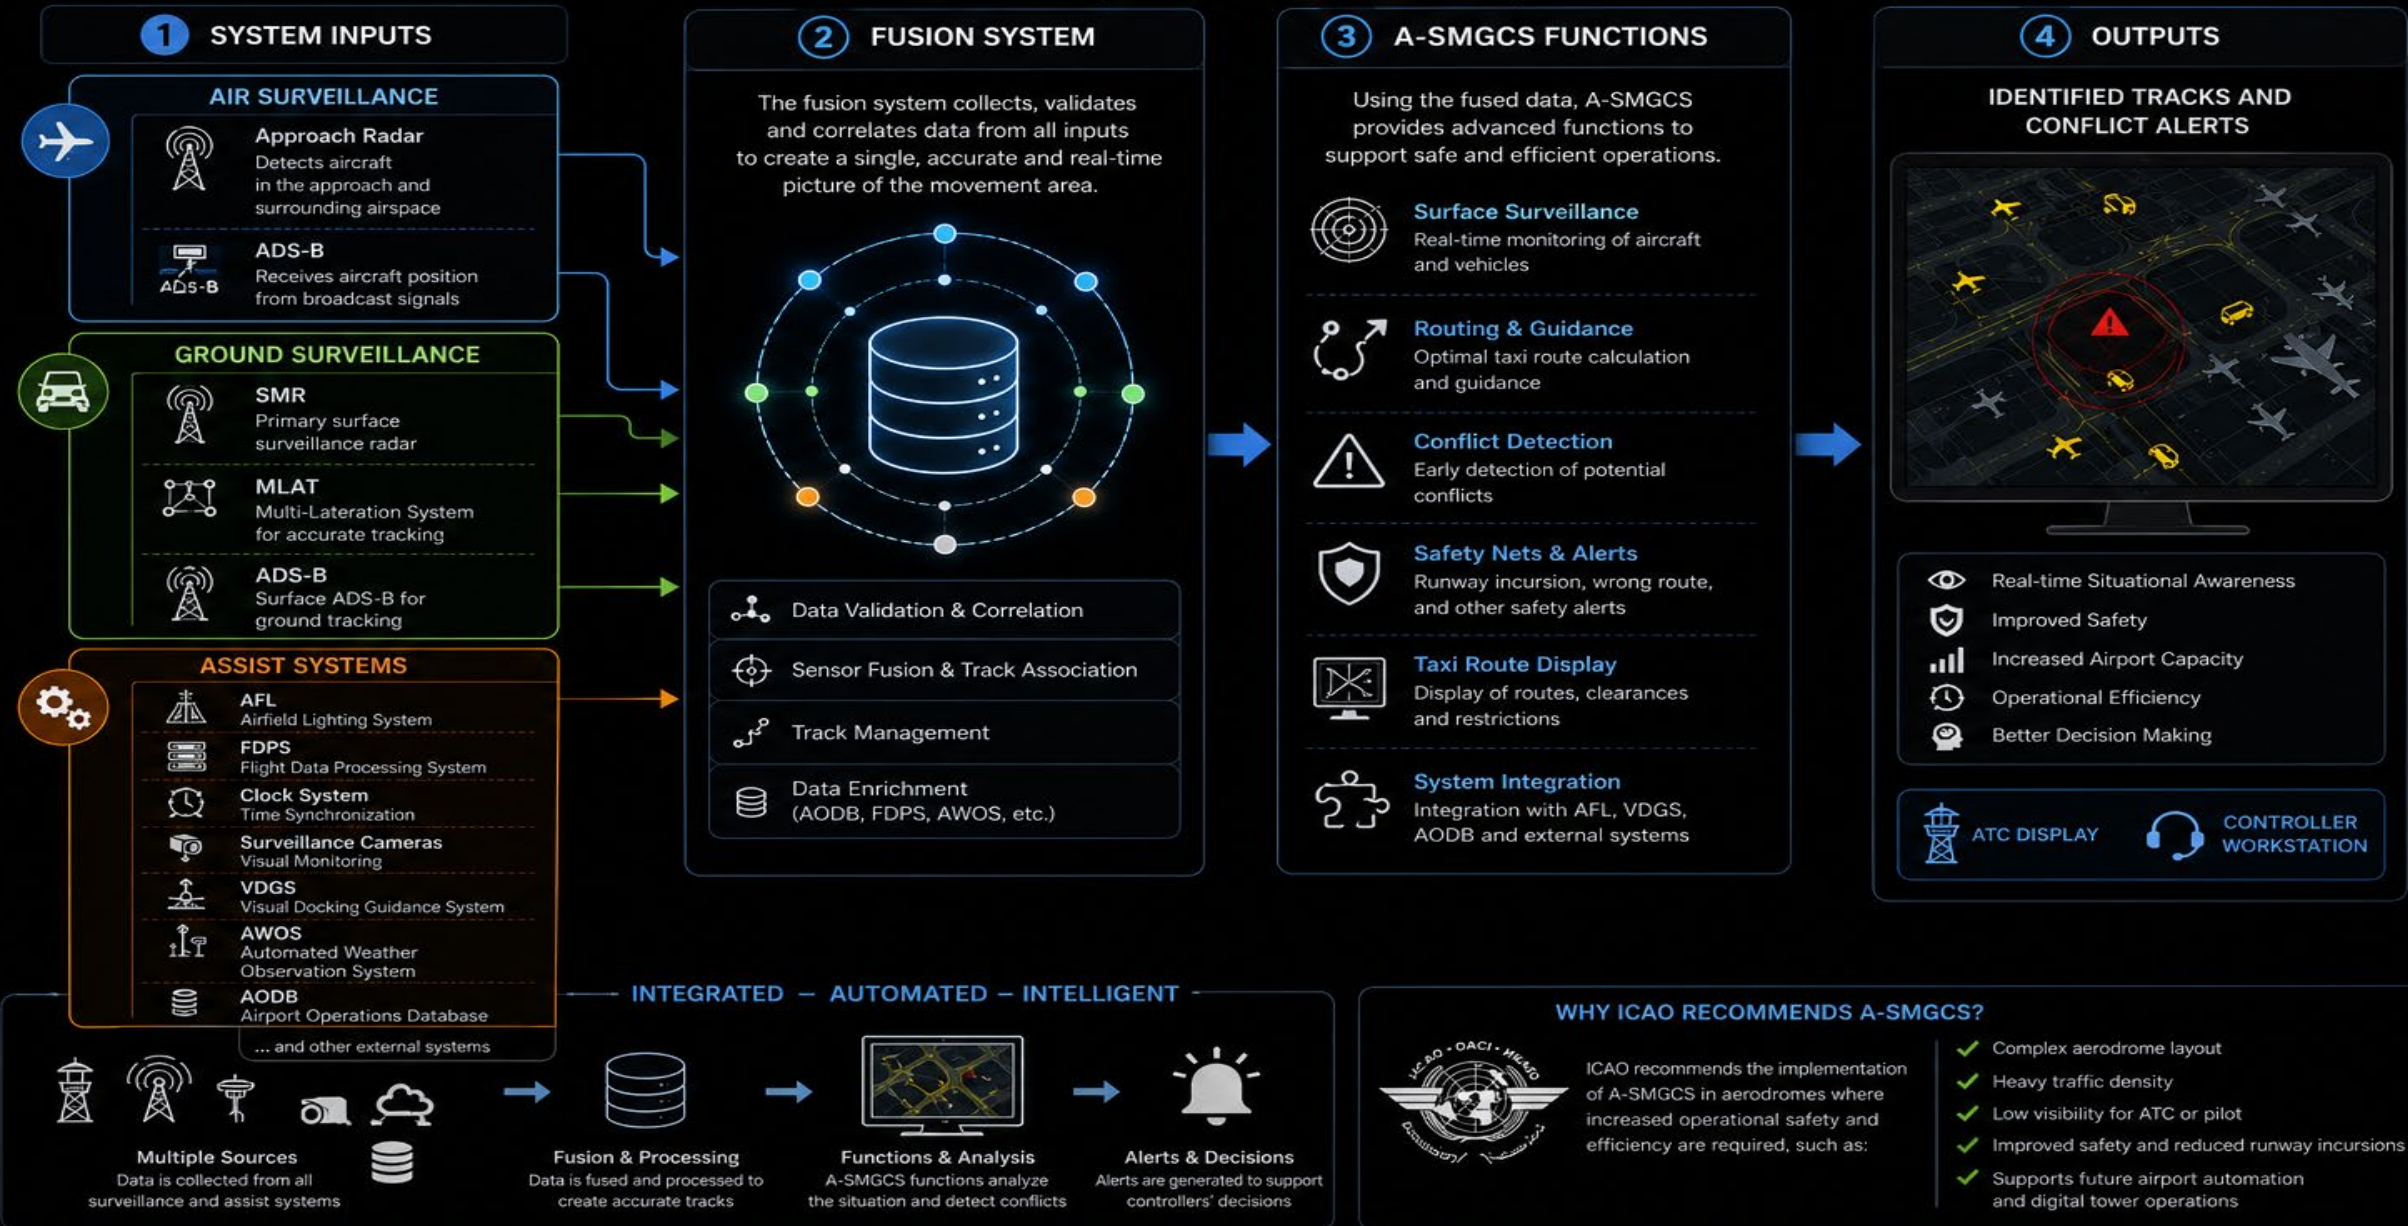 1 SYSTEM INPUTS
AIR SURVEILLANCE
Approach Radar
Detects aircraft
in the approach and
surrounding airspace
ADS-B
ADS-B
Receives aircraft position
from broadcast signals
GROUND SURVEILLANCE
SMR
Primary surface
surveillance radar
MLAT
Multi-Lateration System
for accurate tracking
ADS-B
Surface ADS-B for
ground tracking
ASSIST SYSTEMS
AFL
Airfield Lighting System
FDPS
Flight Data Processing System
Clock System
Time Synchronization
Surveillance Cameras
Visual Monitoring
VDGS
Visual Docking Guidance System
AWOS
Automated Weather
Observation System
AODB
Airport Operations Database
... and other external systems
2 FUSION SYSTEM
The fusion system collects, validates
and correlates data from all inputs
to create a single, accurate and real-time
picture of the movement area.
Data Validation & Correlation
Sensor Fusion & Track Association
Track Management
Data Enrichment
(AODB, FDPS, AWOS, etc.)
3 A-SMGCS FUNCTIONS
Using the fused data, A-SMGCS
provides advanced functions to
support safe and efficient operations.
Surface Surveillance
Real-time monitoring of aircraft
and vehicles
Routing & Guidance
Optimal taxi route calculation
and guidance
Conflict Detection
Early detection of potential
conflicts
Safety Nets & Alerts
Runway incursion, wrong route,
and other safety alerts
Taxi Route Display
Display of routes, clearances
and restrictions
System Integration
Integration with AFL, VDGS,
AODB and external systems
4 OUTPUTS
IDENTIFIED TRACKS AND
CONFLICT ALERTS
Real-time Situational Awareness
Improved Safety
Increased Airport Capacity
Operational Efficiency
Better Decision Making
ATC DISPLAY
CONTROLLER
WORKSTATION
INTEGRATED – AUTOMATED – INTELLIGENT
Multiple Sources
Data is collected from all
surveillance and assist systems
Fusion & Processing
Data is fused and processed to
create accurate tracks
Functions & Analysis
A-SMGCS functions analyze
the situation and detect conflicts
Alerts & Decisions
Alerts are generated to support
controllers' decisions
WHY ICAO RECOMMENDS A-SMGCS?
ICAO · OACI ·
ICAO recommends the implementation
of A-SMGCS in aerodromes where
increased operational safety and
efficiency are required, such as:
Complex aerodrome layout
Heavy traffic density
Low visibility for ATC or pilot
Improved safety and reduced runway incursions
Supports future airport automation
and digital tower operations